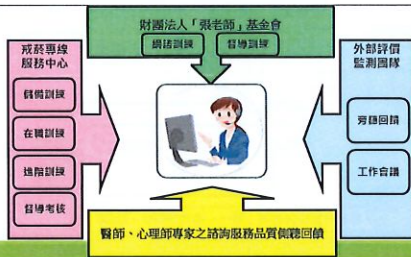 財團法人「張老師」基金會
網諮訓練
督導訓練
戒菸專線
服務中心
儲備訓練
在職訓練
進階訓練
督導考核
外部評價
監測團隊
旁聽回饋
工作會議
醫師、心理師專家之諮詢服務品質側聽回饋